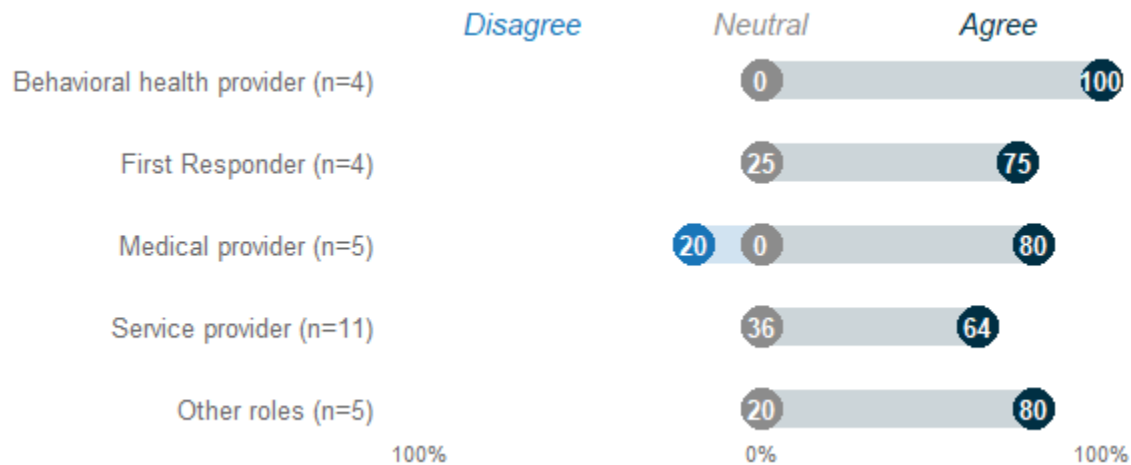 Disagree Neutral Agree
Behavioral health provider (n=4) 0 100
First Responder (n=4) 25 75
Medical provider (n=5) 20 0 80
Service provider (n=11) 36 64
Other roles (n=5) 20 80
100% 0% 100%